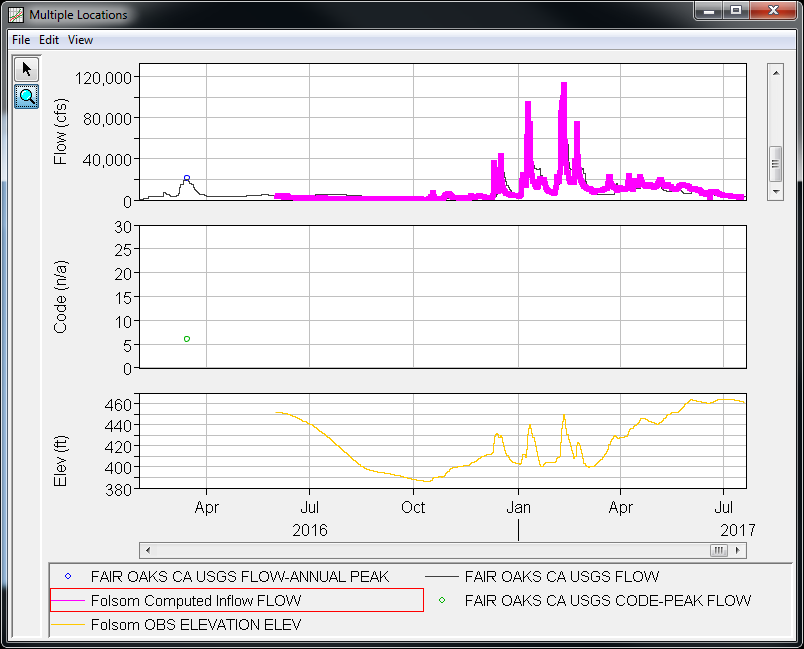 Multiple Locations
File Edit View
120,000
80,000
40,000
0
Flow (cfs)
30
25
20
15
10
5
0
Code (n/a)
460
440
420
400
380
Elev (ft)
Apr Jul Oct Jan Apr Jul
2016 2017
FAIR OAKS CA USGS FLOW-ANNUAL PEAK FAIR OAKS CA USGS FLOW
Folsom Computed Inflow FLOW FAIR OAKS CA USGS CODE-PEAK FLOW
Folsom OBS ELEVATION ELEV